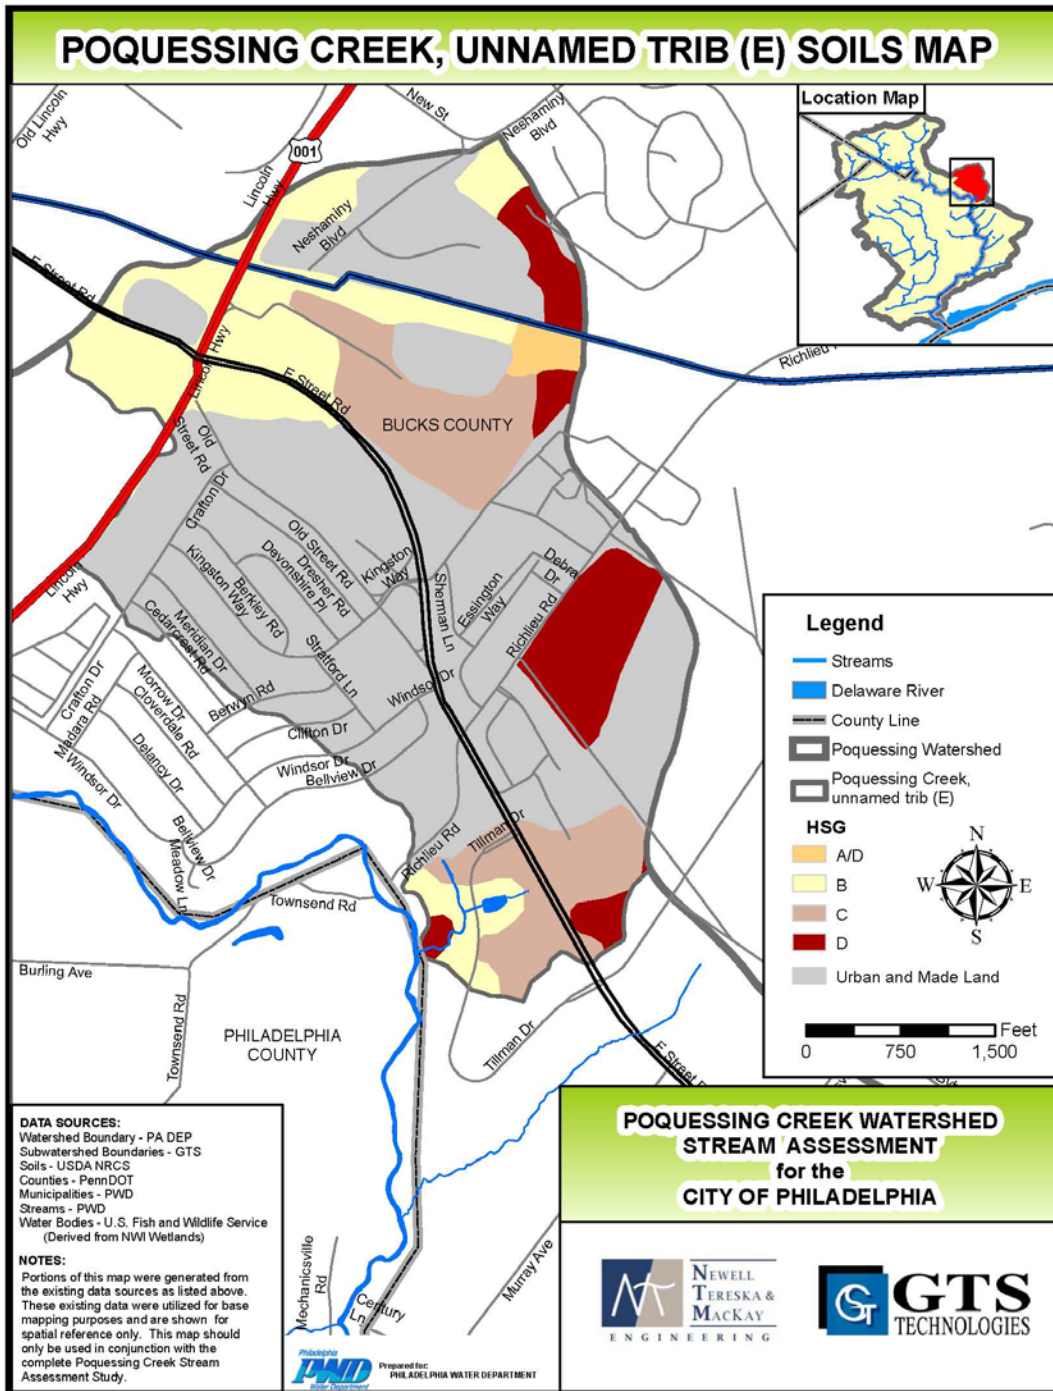 POQUESSING CREEK, UNNAMED TRIB (E) SOILS MAP
Old Lincoln
Hwy
New St
Neshaminy
Blvd
Location Map
001
Lincoln
Hwy
Neshaminy
Blvd
E Street Rd
Lincoln Hwy
E Street Rd
Richlieu
BUCKS COUNTY
Old
Street Rd
Crafton Dr
Old Street Rd
Dresher Rd
Devonshire Pl
Kingston
Way
Berkley Rd
Kingston Way
Sherman Ln
Essington
Way
Debra
Dr
Richlieu Rd
Lincoln
Hwy
Meridian Dr
Cedarcrest Rd
Stratford Ln
Windsor Dr
Berwyn Rd
Crafton Dr
Madara Rd
Morrow Dr
Cloverdale Rd
Clifton Dr
Delancy Dr
Windsor Dr
Windsor Dr
Bellview Dr
Bellview Dr
Meadow Ln
Richlieu Rd
Tillman Dr
Townsend Rd
Burling Ave
Townsend Rd
PHILADELPHIA
COUNTY
Tillman Dr
E Street
Mechanicsville
Rd
Century
Ln
Murray Ave
Legend
Streams
Delaware River
County Line
Poquessing Watershed
Poquessing Creek,
unnamed trib (E)
HSG
A/D
B
C
D
Urban and Made Land
N
W E
S
Feet
0 750 1,500
DATA SOURCES:
Watershed Boundary - PA DEP
Subwatershed Boundaries - GTS
Soils - USDA NRCS
Counties - PennDOT
Municipalities - PWD
Streams - PWD
Water Bodies - U.S. Fish and Wildlife Service
(Derived from NWI Wetlands)
NOTES:
Portions of this map were generated from
the existing data sources as listed above.
These existing data were utilized for base
mapping purposes and are shown for
spatial reference only. This map should
only be used in conjunction with the
complete Poquessing Creek Stream
Assessment Study.
Philadelphia
PWD
Water Department
Prepared for:
PHILADELPHIA WATER DEPARTMENT
POQUESSING CREEK WATERSHED
STREAM ASSESSMENT
for the
CITY OF PHILADELPHIA
NEWELL
TERESKA &
MACKAY
ENGINEERING
GTS
TECHNOLOGIES